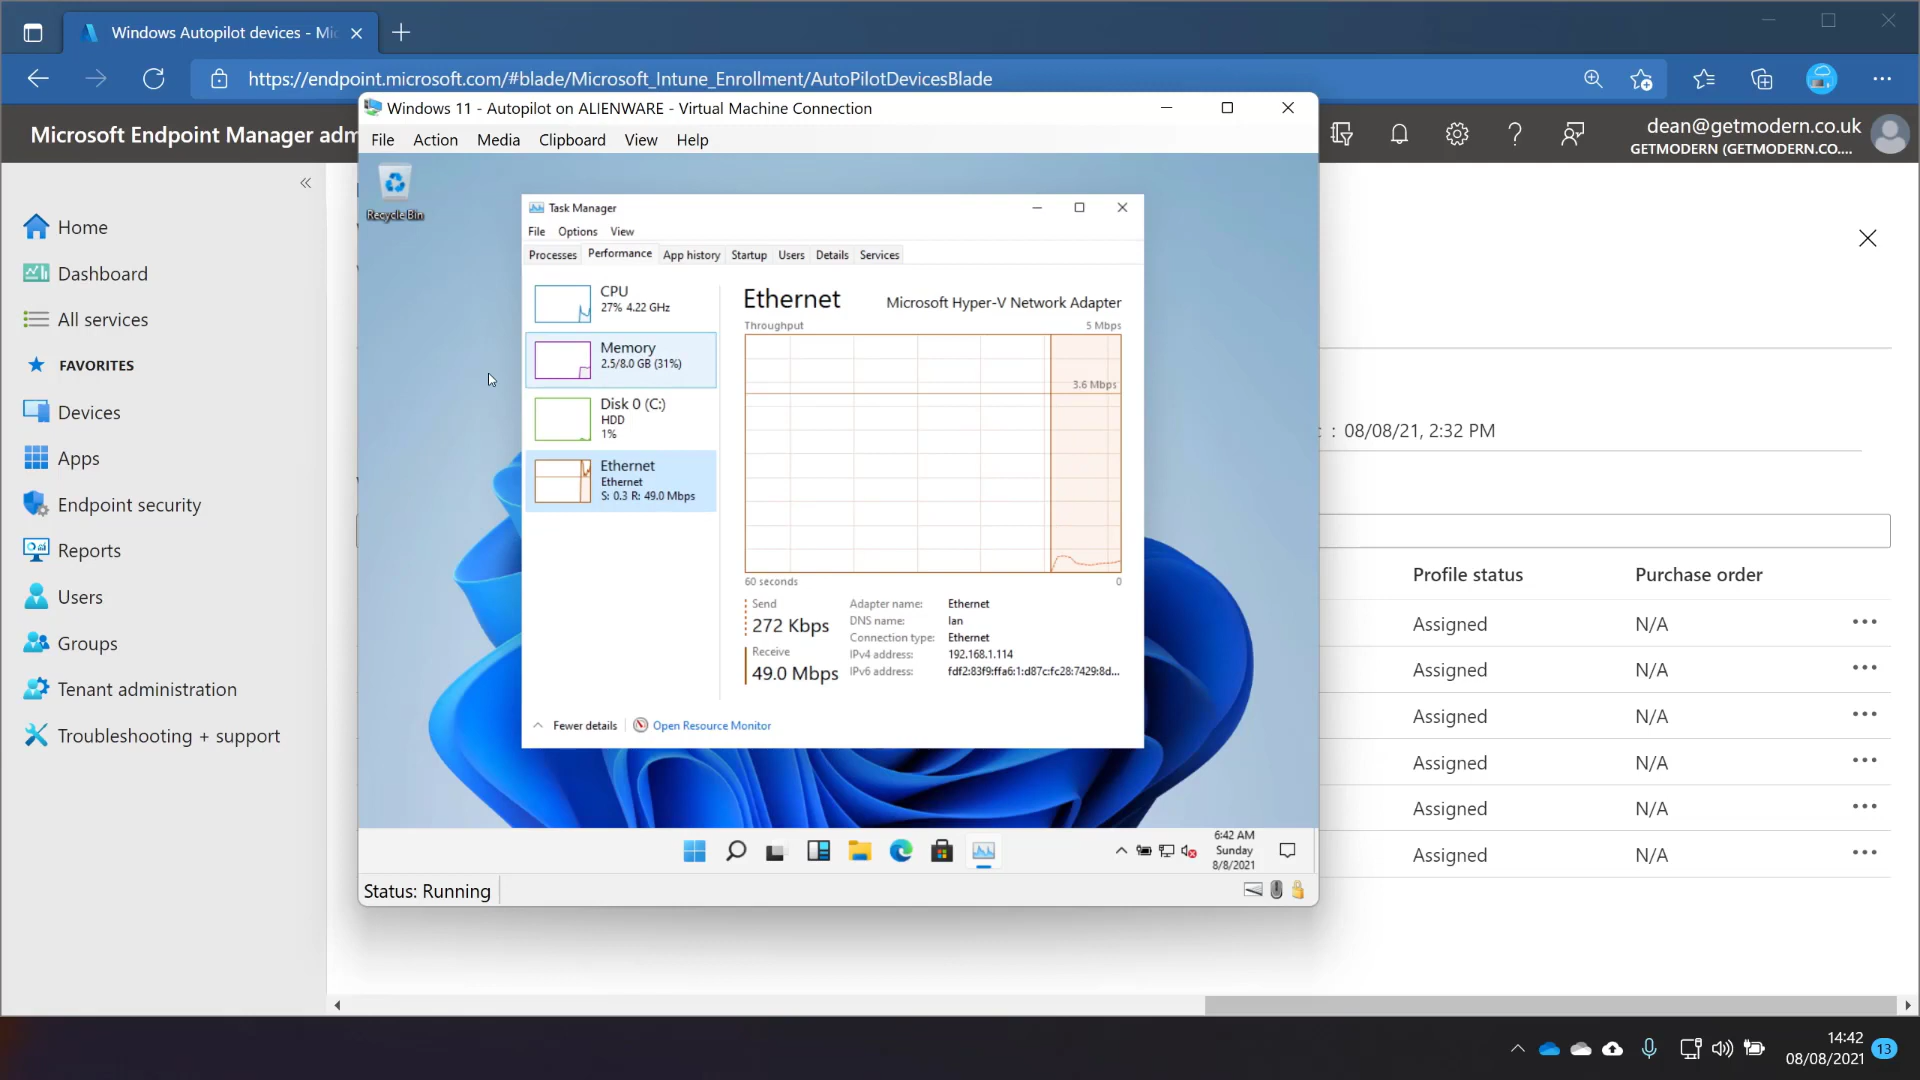 Windows Autopilot devices - Mic
https://endpoint.microsoft.com/#blade/Microsoft_Intune_Enrollment/AutoPilotDevicesBlade
Microsoft Endpoint Manager adm
dean@getmodern.co.uk
GETMODERN (GETMODERN.CO....
Home
Dashboard
All services
FAVORITES
Devices
Apps
Endpoint security
Reports
Users
Groups
Tenant administration
Troubleshooting + support
Windows 11 - Autopilot on ALIENWARE - Virtual Machine Connection
File Action Media Clipboard View Help
Recycle Bin
Task Manager
File Options View
Processes Performance App history Startup Users Details Services
CPU
27% 4.22 GHz
Memory
2.5/8.0 GB (31%)
Disk 0 (C:)
HDD
1%
Ethernet
Ethernet
S: 0.3 R: 49.0 Mbps
Ethernet Microsoft Hyper-V Network Adapter
Throughput 5 Mbps
3.6 Mbps
60 seconds 0
Send
272 Kbps
Receive
49.0 Mbps
Adapter name: Ethernet
DNS name: lan
Connection type: Ethernet
IPv4 address: 192.168.1.114
IPv6 address: fdf2:83f9:ffa6:1:d87c:fc28:7429:8d...
Fewer details Open Resource Monitor
6:42 AM
Sunday
8/8/2021
Status: Running
: 08/08/21, 2:32 PM
Profile status Purchase order
Assigned N/A
Assigned N/A
Assigned N/A
Assigned N/A
Assigned N/A
Assigned N/A
14:42
08/08/2021
13